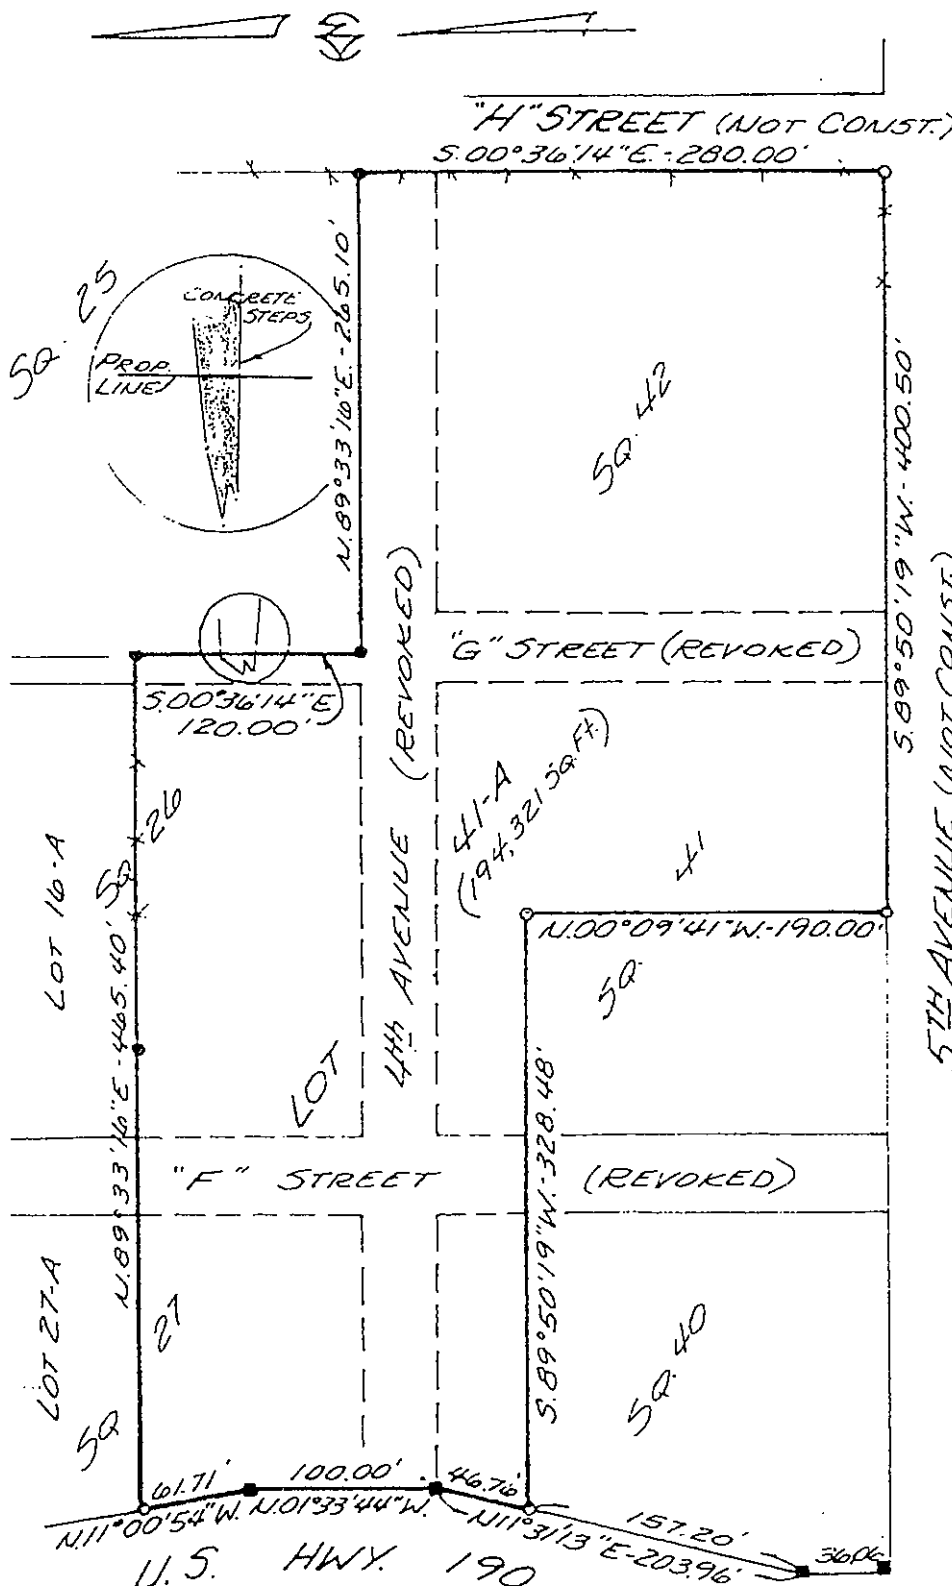 "H" STREET (NOT CONST.)
S.00°36'14"E.-280.00'
N.89°33'16"E.-265.10'
SQ. 25
CONCRETE
STEPS
PROP.
LINE
SQ. 42
S.89°50'19"W.-400.50'
5TH AVENUE (NOT CONST.)
"G" STREET (REVOKED)
S.00°36'14"E
120.00'
4th AVENUE (REVOKED)
LOT 41-A
(194,321 SQ.Ft.)
SQ. 41
N.00°09'41"W.-190.00'
LOT 16-A
SQ 26
N.89°33'16"E-465.40'
S.89°50'19"W.-328.48'
"F" STREET (REVOKED)
LOT 27-A
SQ 27
SQ. 40
61.71'
100.00'
46.76'
N.11°00'54"W.
N.01°33'44"W.
N11°31'13"E-203.96'
157.20'
36.06
U.S. HWY. 190